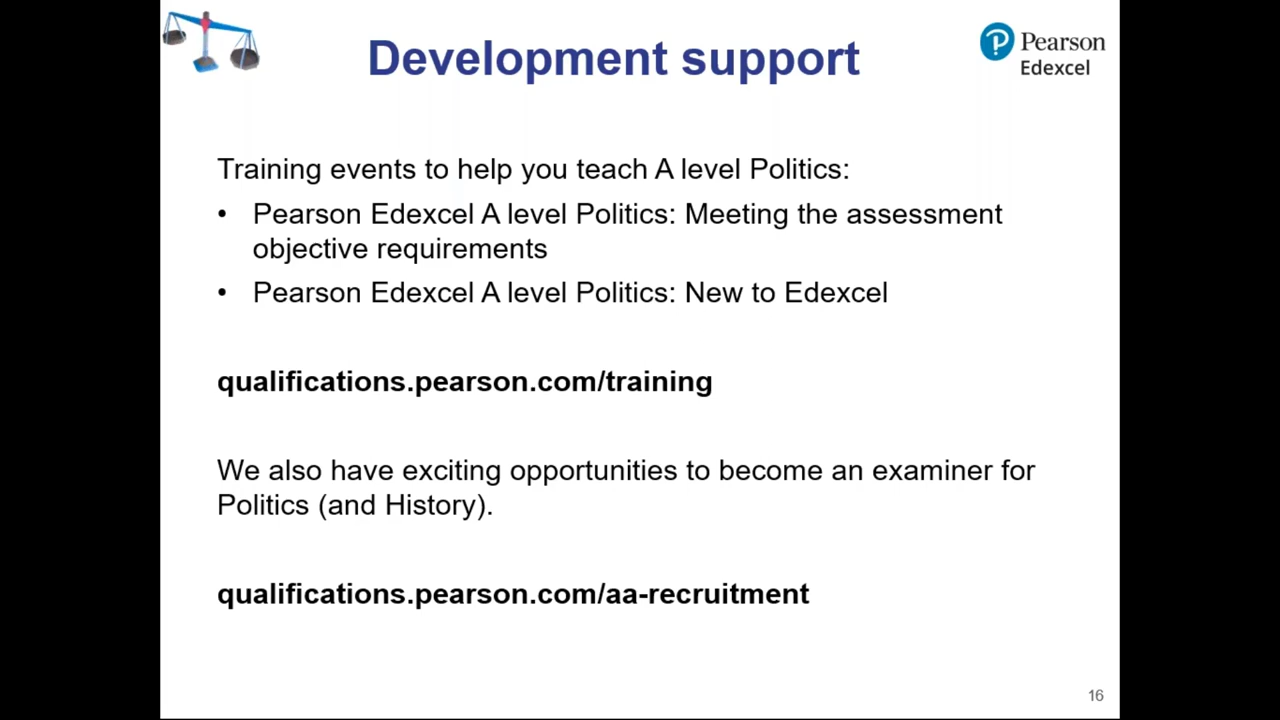 Development support
Pearson
Edexcel
Training events to help you teach A level Politics:
• Pearson Edexcel A level Politics: Meeting the assessment
objective requirements
• Pearson Edexcel A level Politics: New to Edexcel
qualifications.pearson.com/training
We also have exciting opportunities to become an examiner for
Politics (and History).
qualifications.pearson.com/aa-recruitment
16